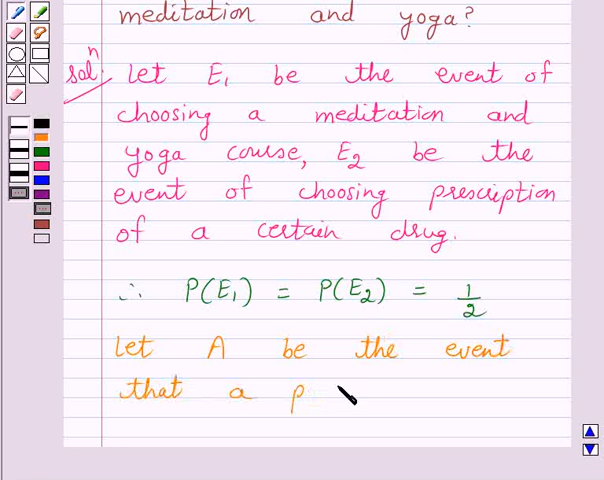 meditation and yoga?
solⁿ. Let E₁ be the event of
choosing a meditation and
yoga course, E₂ be the
event of choosing prescription
of a certain drug.
∴ P(E₁) = P(E₂) = 1/2
Let A be the event
that a p